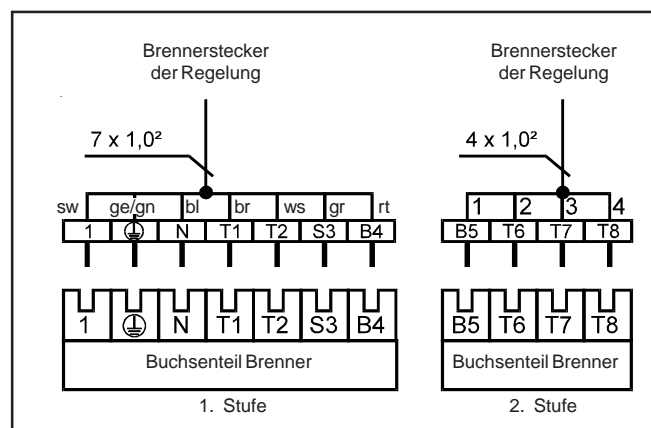 Brennerstecker
der Regelung
7 x 1,0²
sw ge/gn bl br ws gr rt
1 N T1 T2 S3 B4
1 N T1 T2 S3 B4
Buchsenteil Brenner
1. Stufe
Brennerstecker
der Regelung
4 x 1,0²
1 2 3 4
B5 T6 T7 T8
B5 T6 T7 T8
Buchsenteil Brenner
2. Stufe